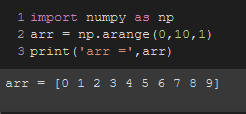 1 import numpy as np
2 arr = np.arange(0,10,1)
3 print('arr =',arr)
arr = [0 1 2 3 4 5 6 7 8 9]